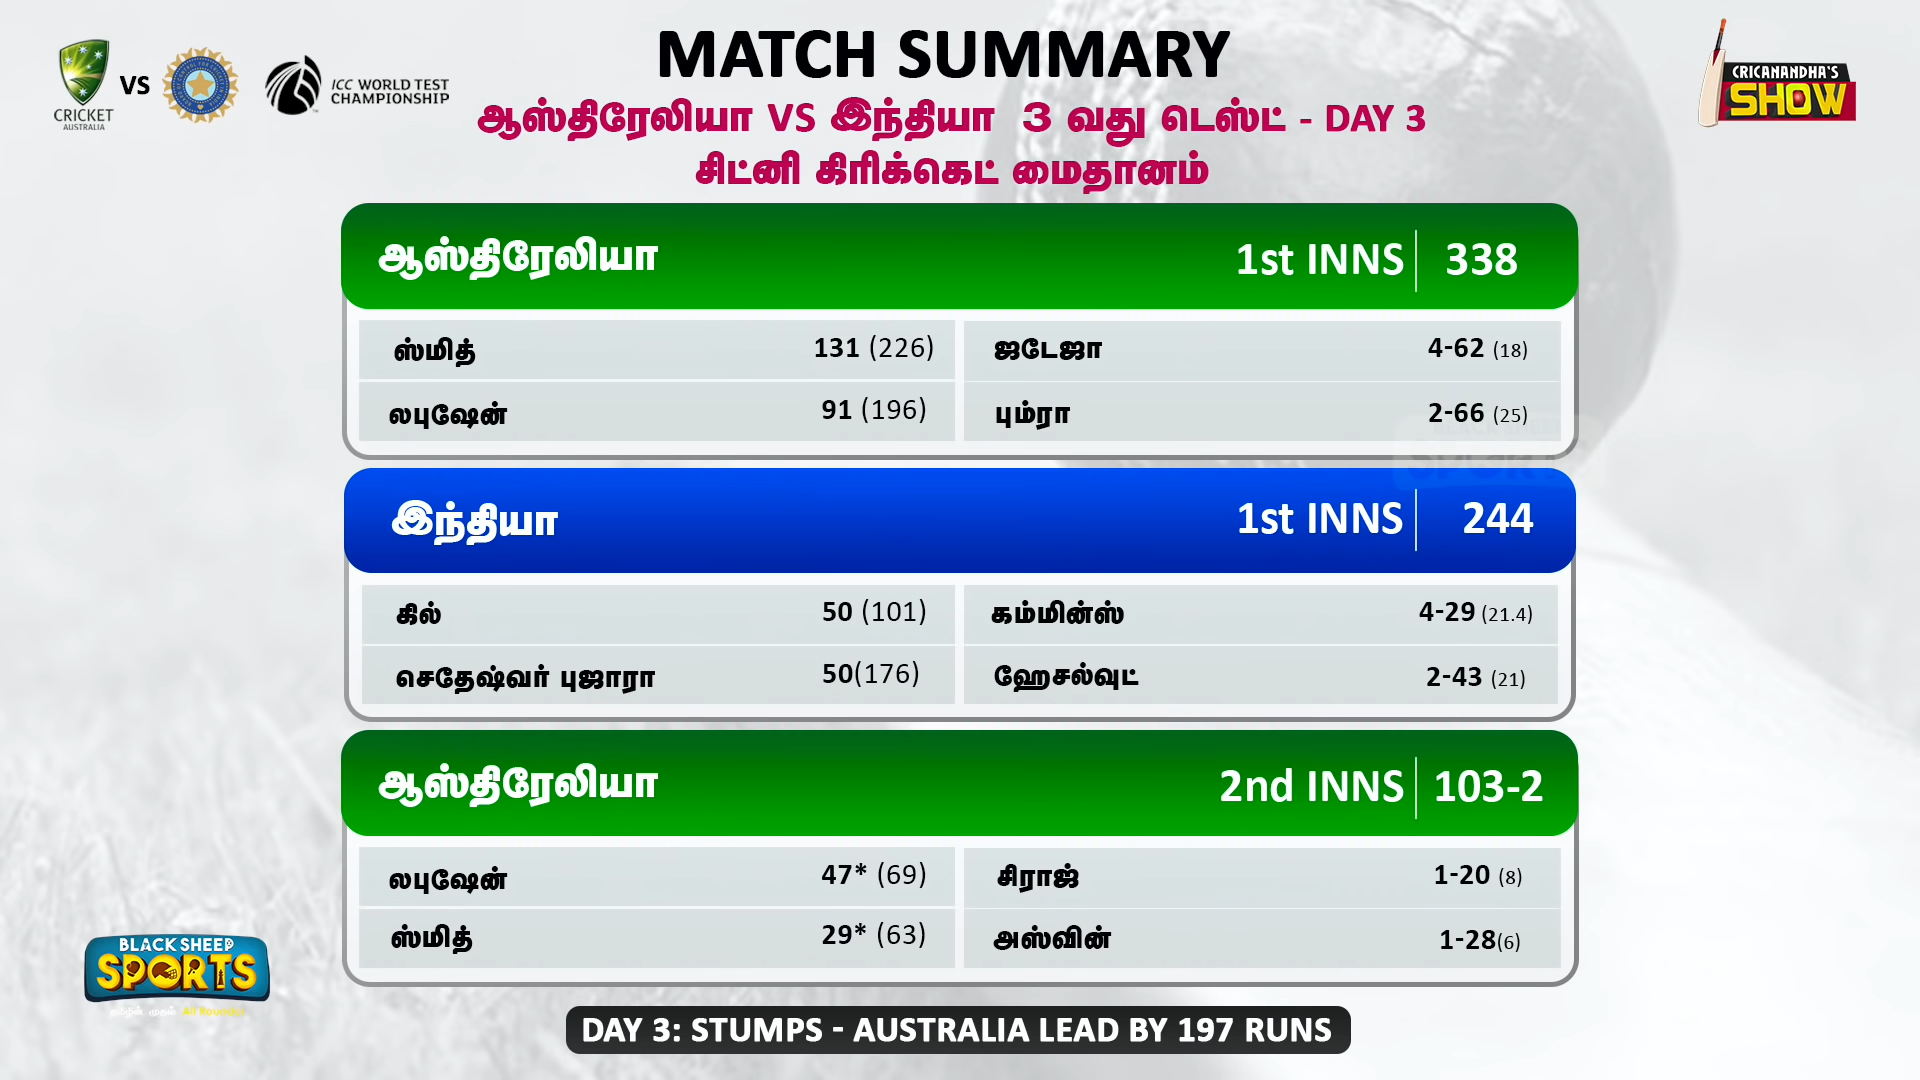 MATCH SUMMARY
CRICKET
AUSTRALIA
VS
ICC WORLD TEST
CHAMPIONSHIP
ஆஸ்திரேலியா VS இந்தியா 3 வது டெஸ்ட் - DAY 3
சிட்னி கிரிக்கெட் மைதானம்
CRICANANDHA'S
SHOW
ஆஸ்திரேலியா 1st INNS 338
ஸ்மித் 131 (226) ஜடேஜா 4-62 (18)
லபுஷேன் 91 (196) பும்ரா 2-66 (25)
இந்தியா 1st INNS 244
கில் 50 (101) கம்மின்ஸ் 4-29 (21.4)
செதேஷ்வர் புஜாரா 50(176) ஹேசல்வுட் 2-43 (21)
ஆஸ்திரேலியா 2nd INNS 103-2
லபுஷேன் 47* (69) சிராஜ் 1-20 (8)
ஸ்மித் 29* (63) அஸ்வின் 1-28(6)
BLACK SHEEP
SPORTS
DAY 3: STUMPS - AUSTRALIA LEAD BY 197 RUNS